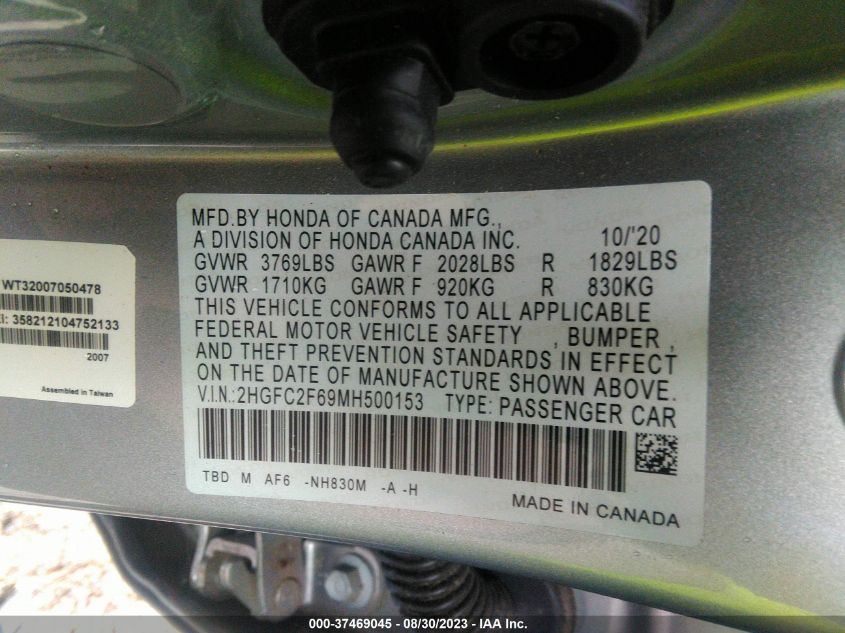 WT32007050478
I: 358212104752133
2007
Assembled in Taiwan
MFD.BY HONDA OF CANADA MFG.,
A DIVISION OF HONDA CANADA INC. 10/'20
GVWR 3769LBS GAWR F 2028LBS R 1829LBS
GVWR 1710KG GAWR F 920KG R 830KG
THIS VEHICLE CONFORMS TO ALL APPLICABLE
FEDERAL MOTOR VEHICLE SAFETY , BUMPER ,
AND THEFT PREVENTION STANDARDS IN EFFECT
ON THE DATE OF MANUFACTURE SHOWN ABOVE.
V.I.N.:2HGFC2F69MH500153 TYPE: PASSENGER CAR
TBD M AF6 -NH830M -A -H
MADE IN CANADA
000-37469045 - 08/30/2023 - IAA Inc.